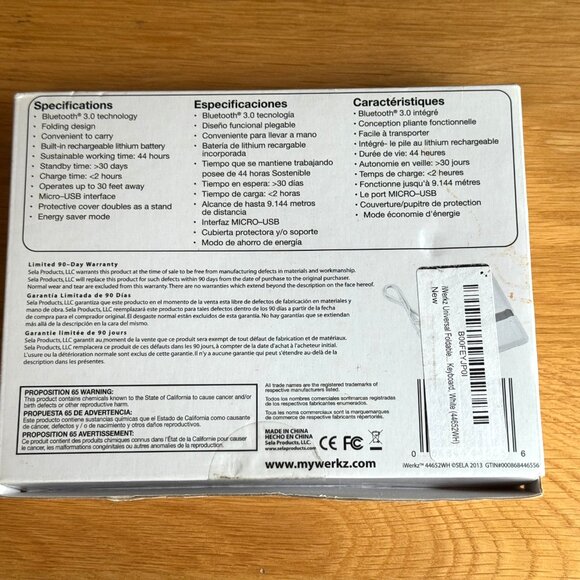 Specifications
• Bluetooth® 3.0 technology
• Folding design
• Convenient to carry
• Built-in rechargeable lithium battery
• Sustainable working time: 44 hours
• Standby time: >30 days
• Charge time: <2 hours
• Operates up to 30 feet away
• Micro–USB interface
• Protective cover doubles as a stand
• Energy saver mode
Especificaciones
• Bluetooth® 3.0 tecnologia
• Diseño funcional plegable
• Conveniente para llevar a mano
• Batería de litherium recargable
incorporada
• Tiempo que se mantiene trabajando
posee de 44 horas Sostenible
• Tiempo en espera: >30 dias
• Tiempo de carga: <2 horas
• Alcance de hasta 9.144 metros
de distancia
• Interfaz MICRO–USB
• Cubierta protectora y/o soporte
• Modo de ahorro de energía
Caractéristiques
• Bluetooth® 3.0 intégré
• Conception pliante fonctionnelle
• Facile à transporter
• Intégré- le pile au lithium rechargeable
• Durée de vie: 44 heures
• Autonomie en veille: >30 jours
• Temps de charge: <2 heures
• Fonctionne jusqu'à 9.144 mètres
• Le port MICRO–USB
• Couverture/pupitre de protection
• Mode économie d'énergie
Limited 90–Day Warranty
Sela Products, LLC warrants this product at the time of sale to be free from manufacturing defects in materials and workmanship.
Sela Products, LLC will replace this product for such defects within 90 days from the date of purchase to the original purchaser.
Normal wear and tear are excluded from this warranty. There are no warranties which extend beyond the description on the face hereof.
Garantía Limitada de 90 Días
Sela Products, LLC garantiza que este producto en el momento de la venta esta libre de defectos de fabricación en materiales y
mano de obra. Sela Products, LLC reemplazará este producto para tales defectos dentro de los 90 días a partir de la fecha
de compra para el comprador original. El desgaste normal están excluidos de esta garantía. No hay garantías que se extiendan
más allá de la descripción en la cara del mismo.
Garantie limitée de 90 jours
Sela Products, LLC garantit, au moment de la vente que ce produit sera exempt de tout défaut de fabrication et de matériaux.
Sela Products, LLC remplacera ce produit de ces défauts dans les 90 jours, à compter de date d'achat à l'acheteur initial.
L'usure ou la détérioration normale sont exclus de cette garantie. Il n'y a aucune garantie qui s'étendent au-delà de la description
dans les présentes.
PROPOSITION 65 WARNING:
This product contains chemicals known to the State of California to cause cancer and/or
birth defects or other reproductive harm.
PROPUESTA 65 DE ADVERTENCIA:
Este producto contiene sustancias químicas que el Estado de California como causante
de cáncer, defectos y / o de nacimiento y otros daños reproductivos.
PROPOSITION 65 AVERTISSEMENT:
Ce produit contient des produits chimiques connus dans l'État de la Californie pour causer
le cancer, les malformations congénitales ou autres anomalies de la reproduction.
All trade names are the registered trademarks of
respective manufacturers listed.
Todos los nombres comerciales son marcas registradas
de los respectivos fabricantes enumerados.
Tous les noms commerciaux sont la marque
de commerce de fabricants respectifs énumérés.
MADE IN CHINA
HECHO EN CHINA
selaproducts.com
FC CE
www.mywerkz.com
B00FEYJP0I
iWerkz Universal Foldable Keyboard, White (44652WH)
New
0 6
iWerkz™ 44652WH ©SELA 2013 GTIN#000868446556